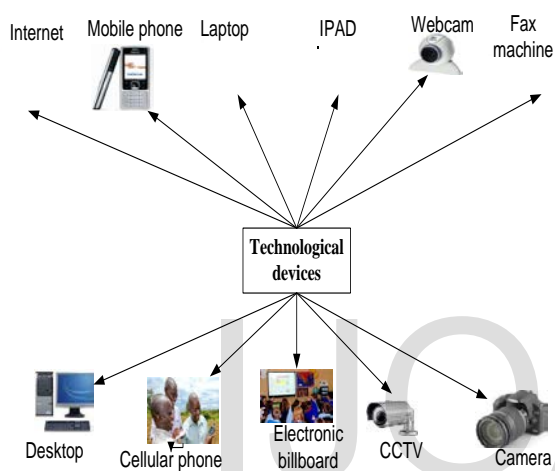 Internet
Mobile phone
Laptop
IPAD
Webcam
Fax
machine
Technological
devices
Desktop
Cellular phone
Electronic
billboard
CCTV
Camera